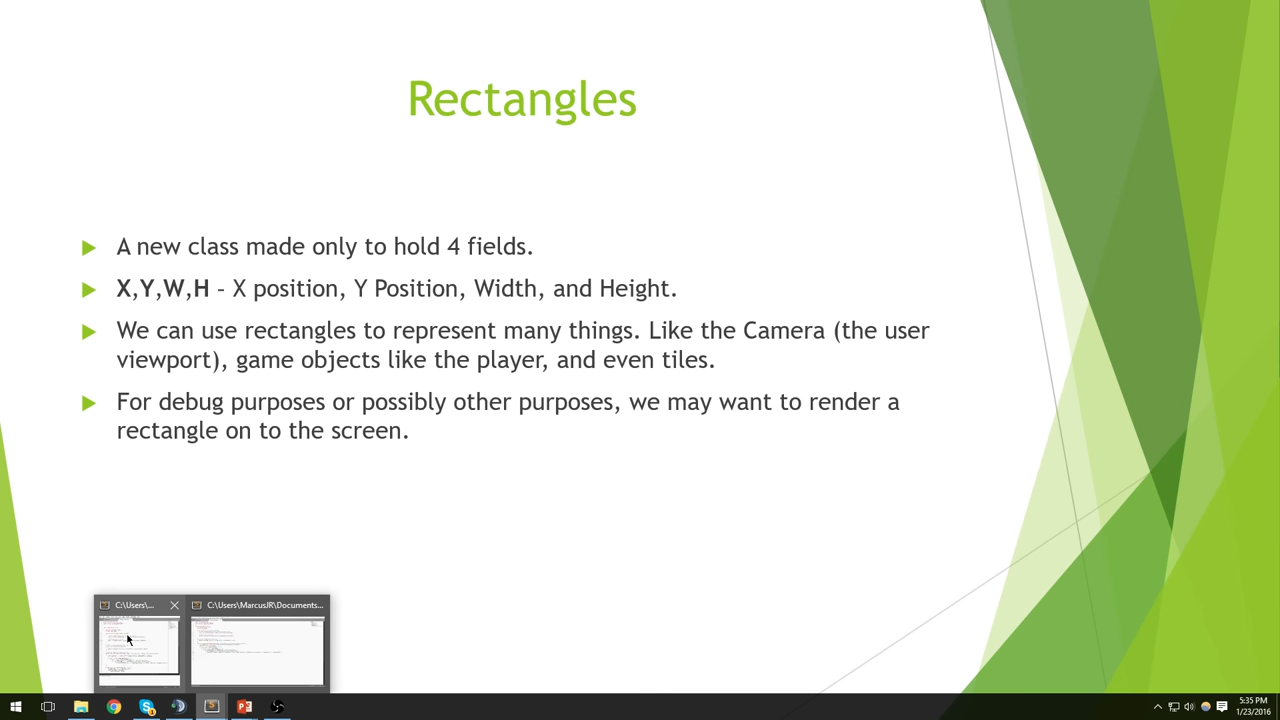 Rectangles
A new class made only to hold 4 fields.
X,Y,W,H – X position, Y Position, Width, and Height.
We can use rectangles to represent many things. Like the Camera (the user
viewport), game objects like the player, and even tiles.
For debug purposes or possibly other purposes, we may want to render a
rectangle on to the screen.
C:\Users\...
C:\Users\MarcusJR\Documents...
5:35 PM
1/23/2016